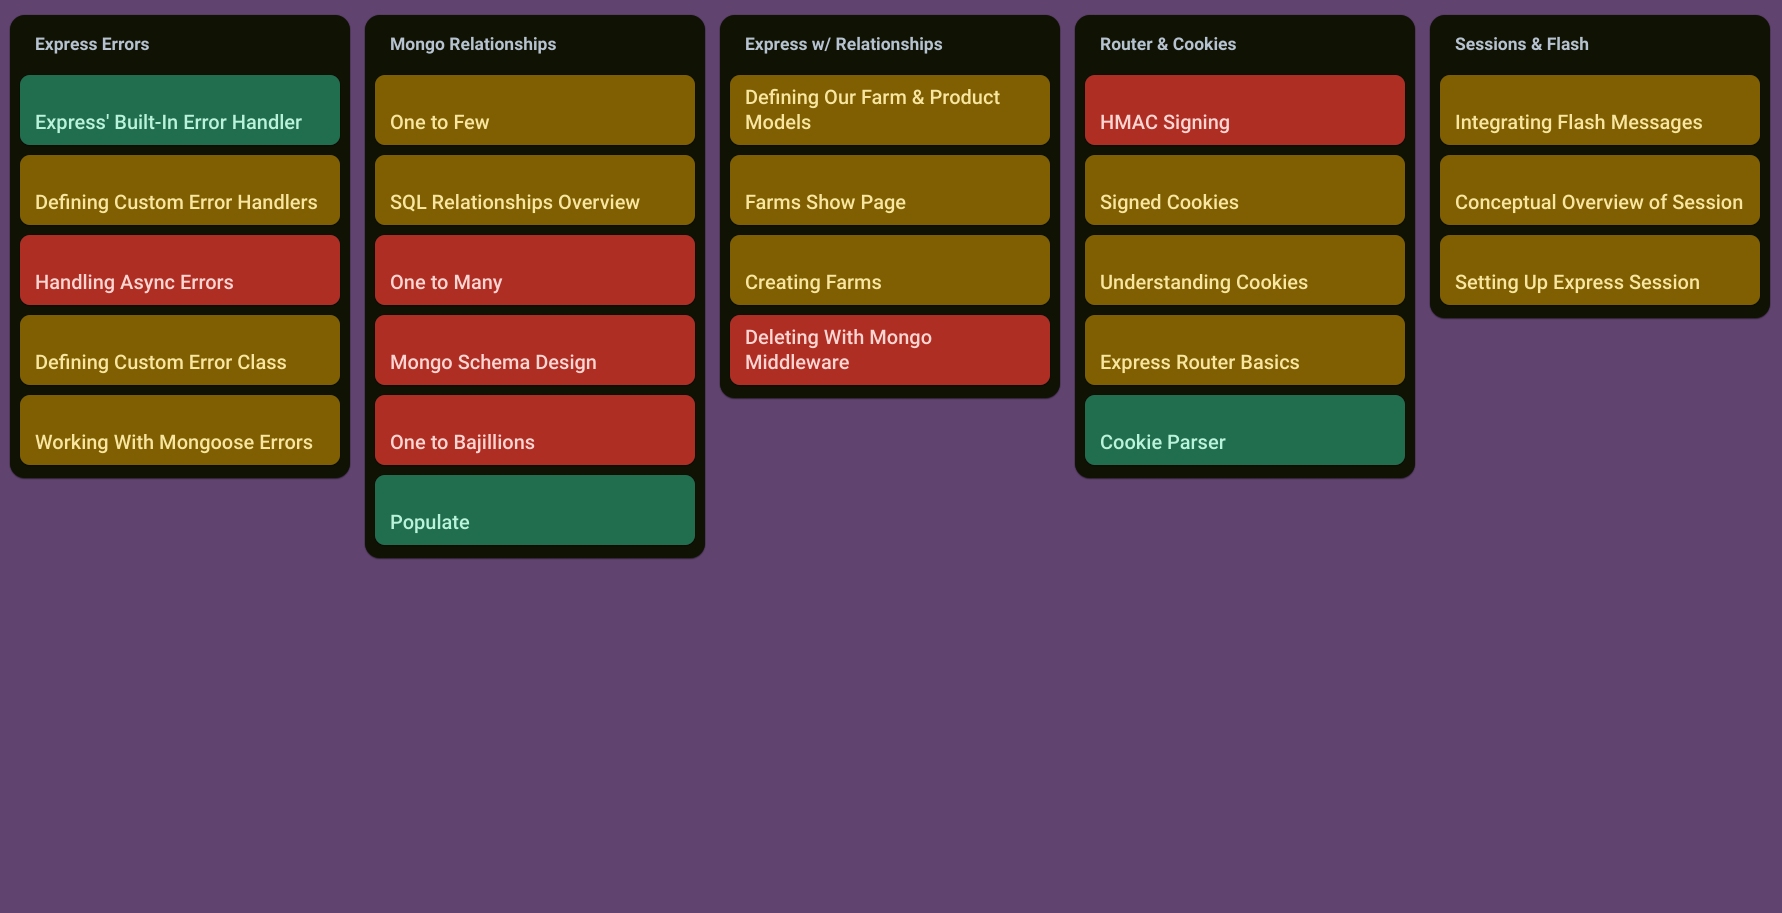 Express Errors
Express' Built-In Error Handler
Defining Custom Error Handlers
Handling Async Errors
Defining Custom Error Class
Working With Mongoose Errors
Mongo Relationships
One to Few
SQL Relationships Overview
One to Many
Mongo Schema Design
One to Bajillions
Populate
Express w/ Relationships
Defining Our Farm & Product
Models
Farms Show Page
Creating Farms
Deleting With Mongo
Middleware
Router & Cookies
HMAC Signing
Signed Cookies
Understanding Cookies
Express Router Basics
Cookie Parser
Sessions & Flash
Integrating Flash Messages
Conceptual Overview of Session
Setting Up Express Session